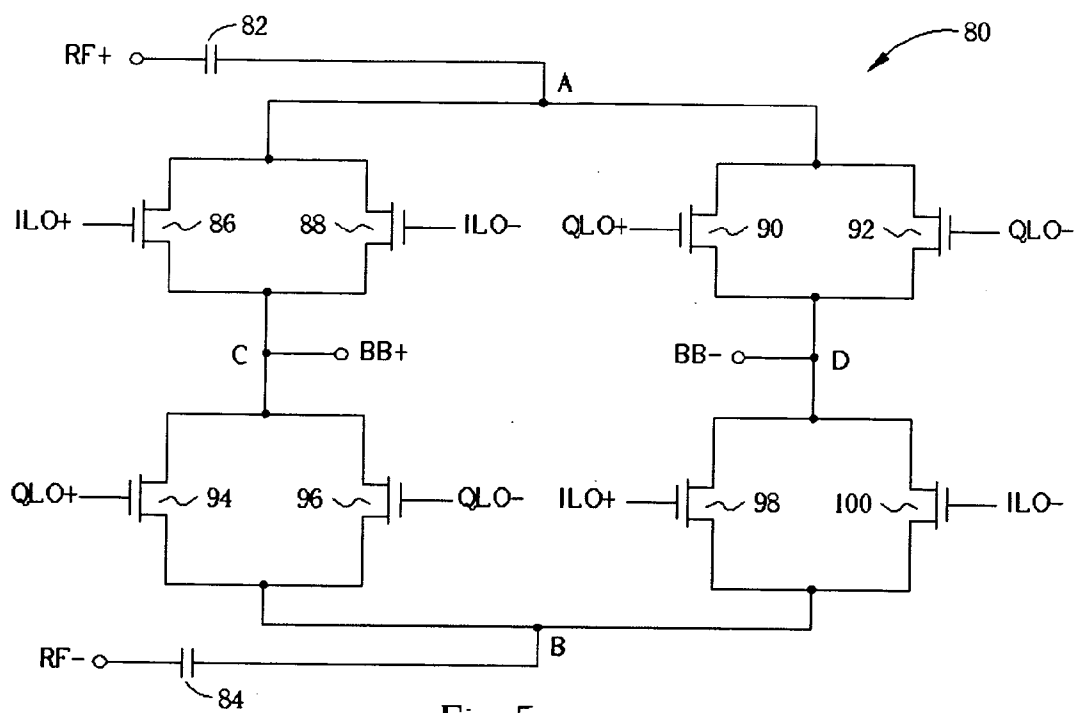 82
RF+
80
A
ILO+ 86 88 ILO-
QLO+ 90 92 QLO-
C BB+
BB- D
QLO+ 94 96 QLO-
ILO+ 98 100 ILO-
B
RF-
84